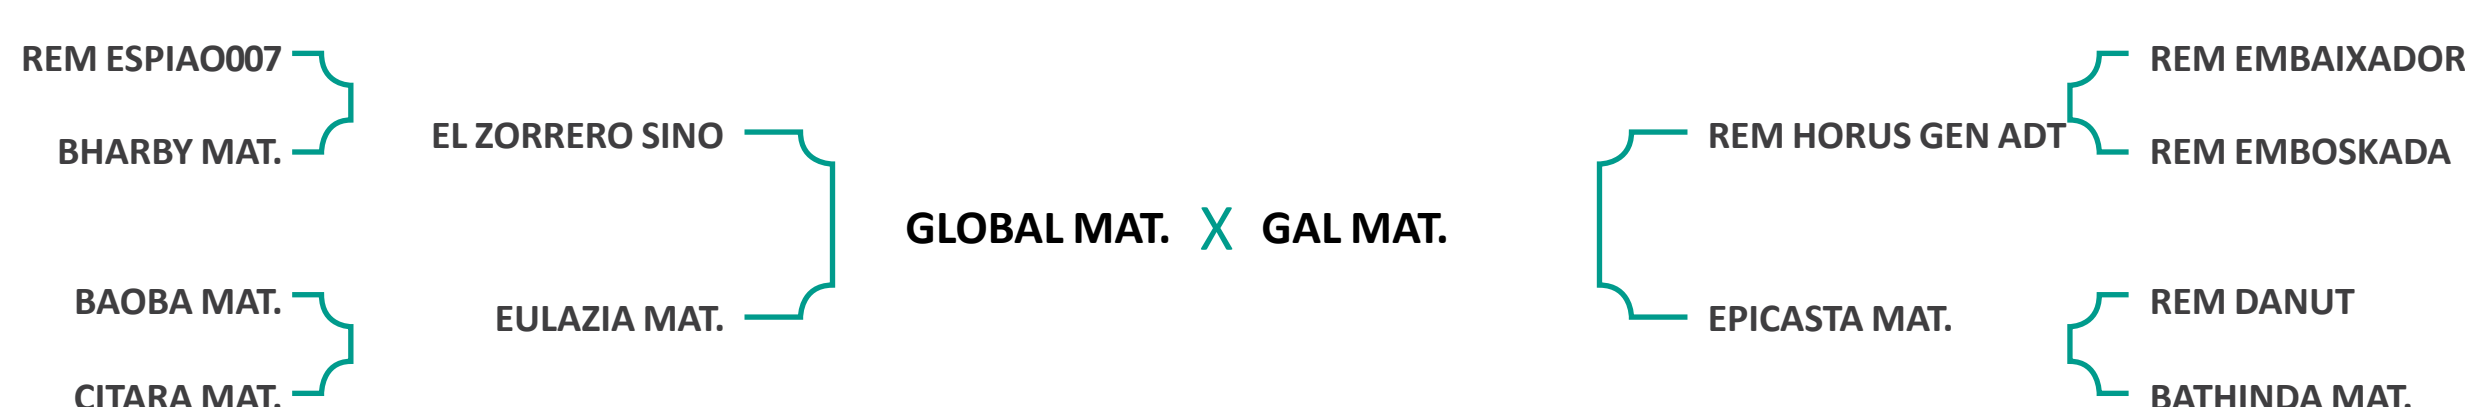 REM ESPIAO007
BHARBY MAT.
EL ZORRERO SINO
BAOBA MAT.
CITARA MAT.
EULAZIA MAT.
GLOBAL MAT. X GAL MAT.
REM HORUS GEN ADT
REM EMBAIXADOR
REM EMBOSKADA
EPICASTA MAT.
REM DANUT
BATHINDA MAT.